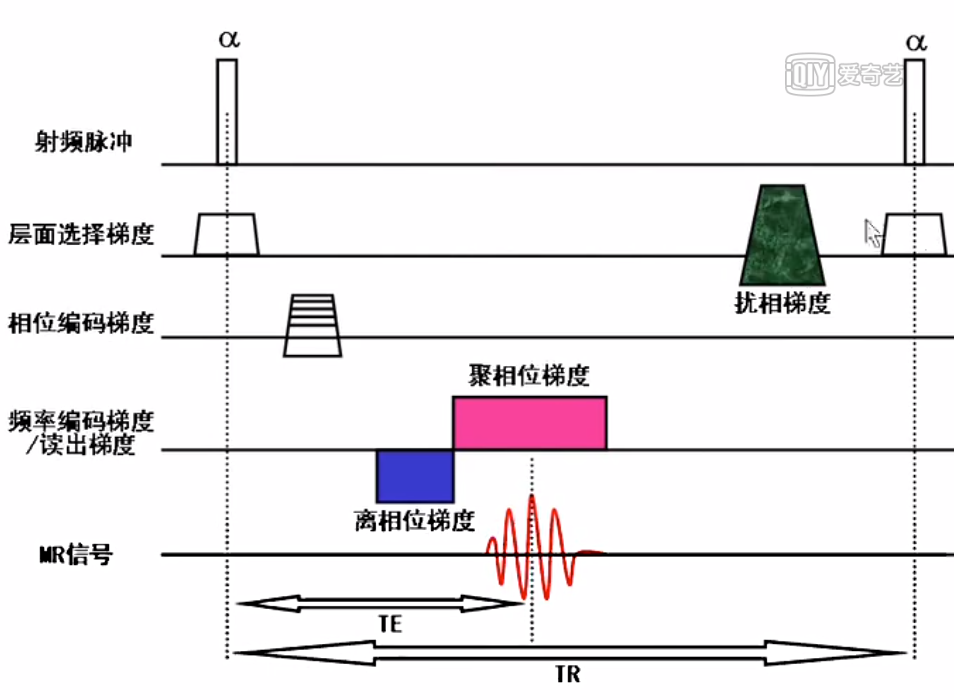 α
α
QIY 爱奇艺
射频脉冲
层面选择梯度
扰相梯度
相位编码梯度
聚相位梯度
频率编码梯度
/读出梯度
离相位梯度
MR信号
TE
TR